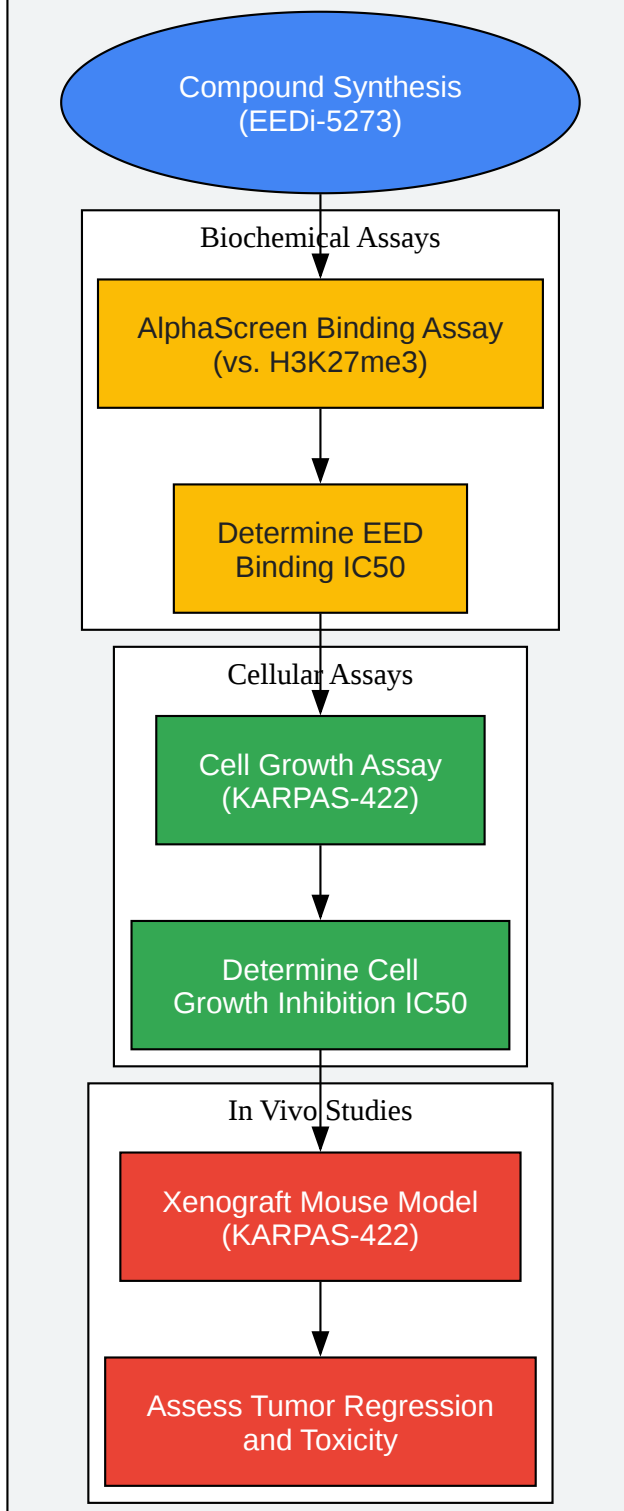 Compound Synthesis
(EEDi-5273)
Biochemical Assays
AlphaScreen Binding Assay
(vs. H3K27me3)
Determine EED
Binding IC50
Cellular Assays
Cell Growth Assay
(KARPAS-422)
Determine Cell
Growth Inhibition IC50
In Vivo Studies
Xenograft Mouse Model
(KARPAS-422)
Assess Tumor Regression
and Toxicity